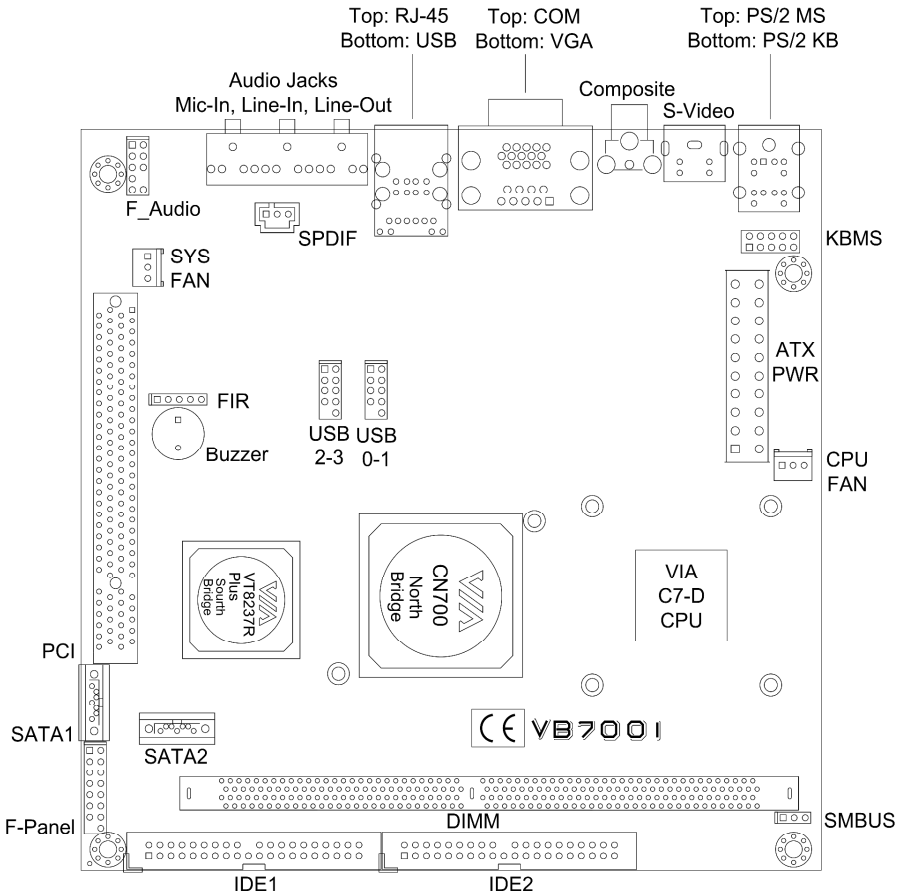 Top: RJ-45
Bottom: USB
Top: COM
Bottom: VGA
Top: PS/2 MS
Bottom: PS/2 KB
Audio Jacks
Mic-In, Line-In, Line-Out
Composite
S-Video
F_Audio
SPDIF
KBMS
SYS
FAN
ATX
PWR
FIR
Buzzer
USB
2-3
USB
0-1
CPU
FAN
VIA
VT8237R
Plus
Sourth
Bridge
VIA
CN700
North
Bridge
VIA
C7-D
CPU
PCI
SATA1
SATA2
CE VB7001
F-Panel
DIMM
SMBUS
IDE1
IDE2